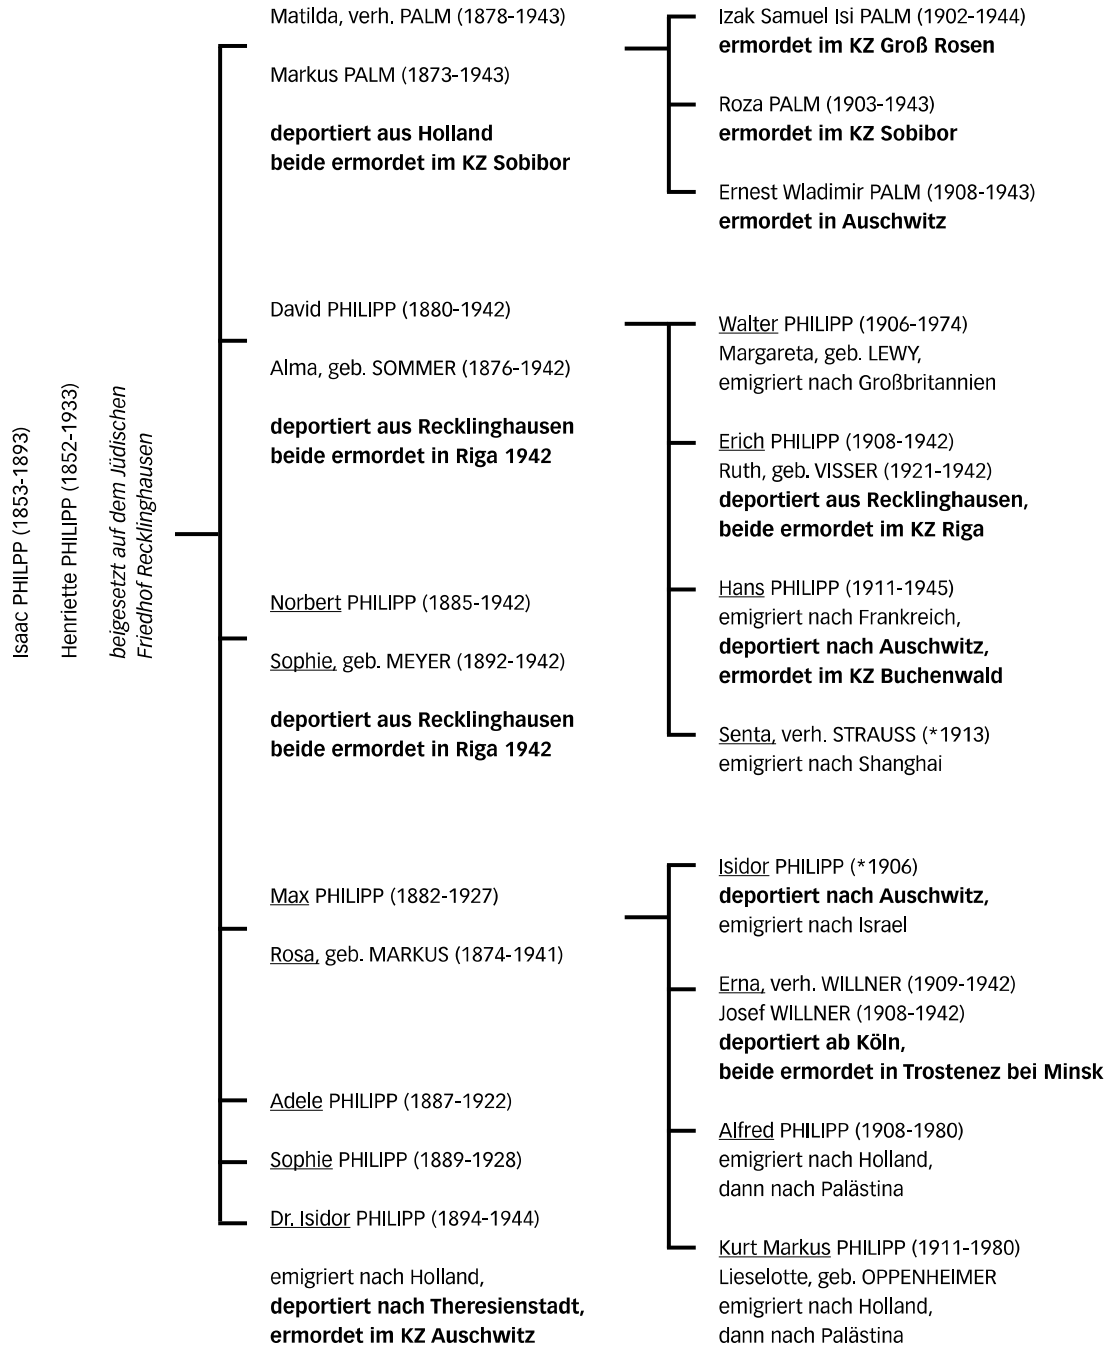 Isaac PHILPP (1853-1893)
Henriette PHILIPP (1852-1933)
beigesetzt auf dem Jüdischen
Friedhof Recklinghausen
Matilda, verh. PALM (1878-1943)
Markus PALM (1873-1943)
deportiert aus Holland
beide ermordet im KZ Sobibor
Izak Samuel Isi PALM (1902-1944)
ermordet im KZ Groß Rosen
Roza PALM (1903-1943)
ermordet im KZ Sobibor
Ernest Wladimir PALM (1908-1943)
ermordet in Auschwitz
David PHILIPP (1880-1942)
Alma, geb. SOMMER (1876-1942)
deportiert aus Recklinghausen
beide ermordet in Riga 1942
Walter PHILIPP (1906-1974)
Margareta, geb. LEWY,
emigriert nach Großbritannien
Erich PHILIPP (1908-1942)
Ruth, geb. VISSER (1921-1942)
deportiert aus Recklinghausen,
beide ermordet im KZ Riga
Hans PHILIPP (1911-1945)
emigriert nach Frankreich,
deportiert nach Auschwitz,
ermordet im KZ Buchenwald
Senta, verh. STRAUSS (*1913)
emigriert nach Shanghai
Norbert PHILIPP (1885-1942)
Sophie, geb. MEYER (1892-1942)
deportiert aus Recklinghausen
beide ermordet in Riga 1942
Max PHILIPP (1882-1927)
Rosa, geb. MARKUS (1874-1941)
Isidor PHILIPP (*1906)
deportiert nach Auschwitz,
emigriert nach Israel
Erna, verh. WILLNER (1909-1942)
Josef WILLNER (1908-1942)
deportiert ab Köln,
beide ermordet in Trostenez bei Minsk
Alfred PHILIPP (1908-1980)
emigriert nach Holland,
dann nach Palästina
Kurt Markus PHILIPP (1911-1980)
Lieselotte, geb. OPPENHEIMER
emigriert nach Holland,
dann nach Palästina
Adele PHILIPP (1887-1922)
Sophie PHILIPP (1889-1928)
Dr. Isidor PHILIPP (1894-1944)
emigriert nach Holland,
deportiert nach Theresienstadt,
ermordet im KZ Auschwitz